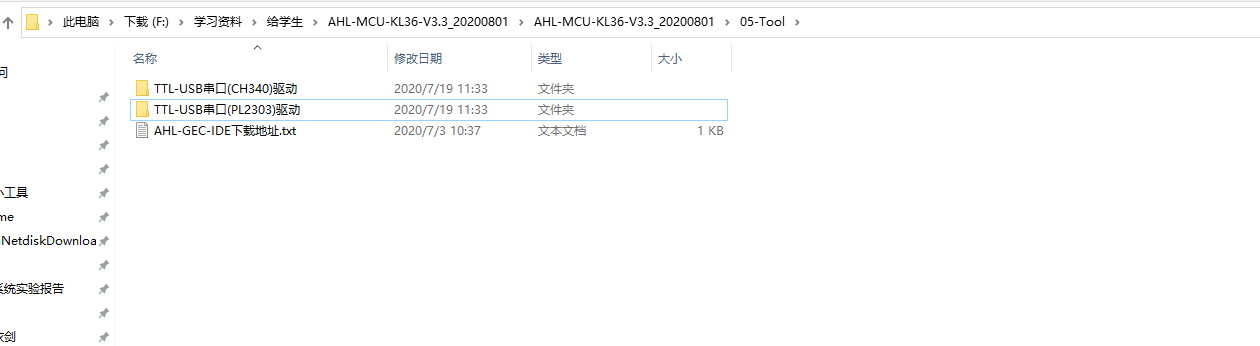 此电脑 下载 (F:) 学习资料 给学生 AHL-MCU-KL36-V3.3_20200801 AHL-MCU-KL36-V3.3_20200801 05-Tool
名称 修改日期 类型 大小
问
TTL-USB串口(CH340)驱动 2020/7/19 11:33 文件夹
TTL-USB串口(PL2303)驱动 2020/7/19 11:33 文件夹
AHL-GEC-IDE下载地址.txt 2020/7/3 10:37 文本文档 1 KB
小工具
me
NetdiskDownloa
系统实验报告
剑